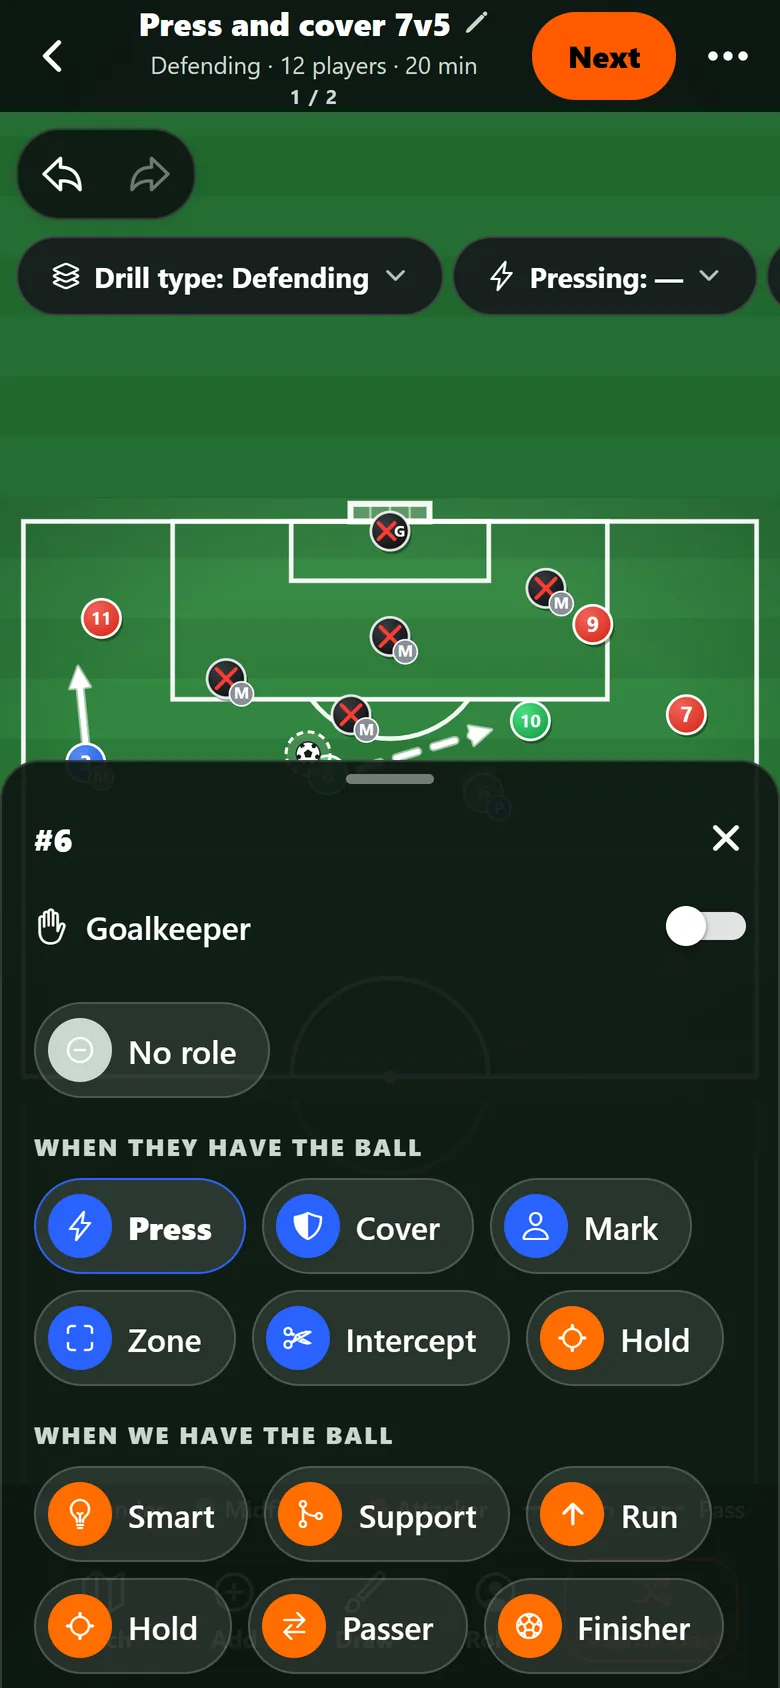 Press and cover 7v5
Defending · 12 players · 20 min
1 / 2
Next
Drill type: Defending
Pressing: —
G
M
11
9
M
M
M
10
7
#6
Goalkeeper
No role
WHEN THEY HAVE THE BALL
Press
Cover
Mark
Zone
Intercept
Hold
WHEN WE HAVE THE BALL
Smart
Support
Run
Pass
Hold
Passer
Finisher